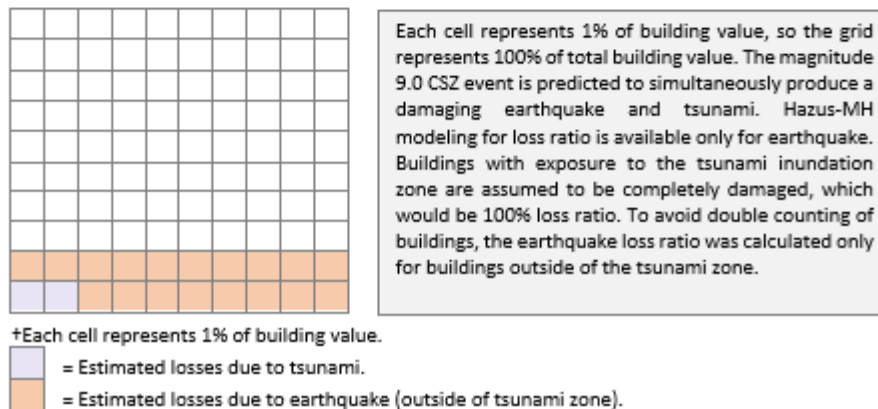 Each cell represents 1% of building value, so the grid
represents 100% of total building value. The magnitude
9.0 CSZ event is predicted to simultaneously produce a
damaging earthquake and tsunami. Hazus-MH
modeling for loss ratio is available only for earthquake.
Buildings with exposure to the tsunami inundation
zone are assumed to be completely damaged, which
would be 100% loss ratio. To avoid double counting of
buildings, the earthquake loss ratio was calculated only
for buildings outside of the tsunami zone.
†Each cell represents 1% of building value.
= Estimated losses due to tsunami.
= Estimated losses due to earthquake (outside of tsunami zone).